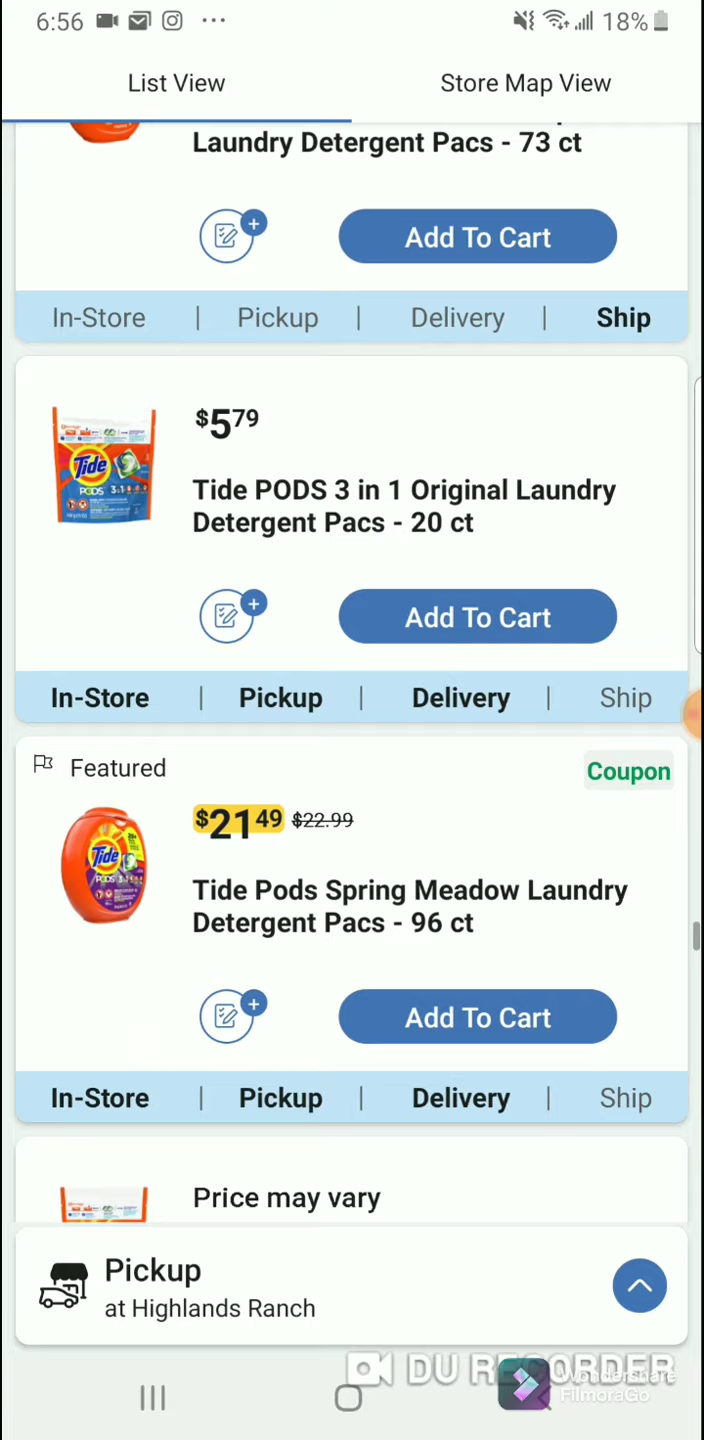 6:56
18%
List View
Store Map View
Laundry Detergent Pacs - 73 ct
Add To Cart
In-Store | Pickup | Delivery | Ship
$5 79
Tide PODS 3 in 1 Original Laundry
Detergent Pacs - 20 ct
Tide
PODS 3in1
Add To Cart
In-Store | Pickup | Delivery | Ship
Featured
Coupon
$21 49 $22.99
Tide Pods Spring Meadow Laundry
Detergent Pacs - 96 ct
Tide
PODS
Add To Cart
In-Store | Pickup | Delivery | Ship
Price may vary
Pickup
at Highlands Ranch
DU RECORDER
Wondershare
FilmoraGo